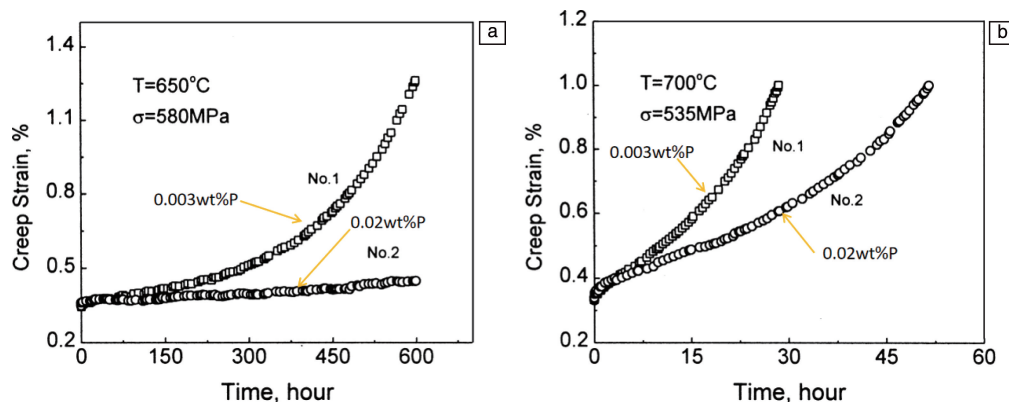 a
1.4
1.1
0.8
0.5
0.2
Creep Strain, %
T=650°C
σ=580MPa
No.1
0.003wt%P
0.02wt%P
No.2
0 150 300 450 600
Time, hour
b
1.2
1.0
0.8
0.6
0.4
0.2
Creep Strain, %
T=700°C
σ=535MPa
0.003wt%P
No.1
No.2
0.02wt%P
0 15 30 45 60
Time, hour